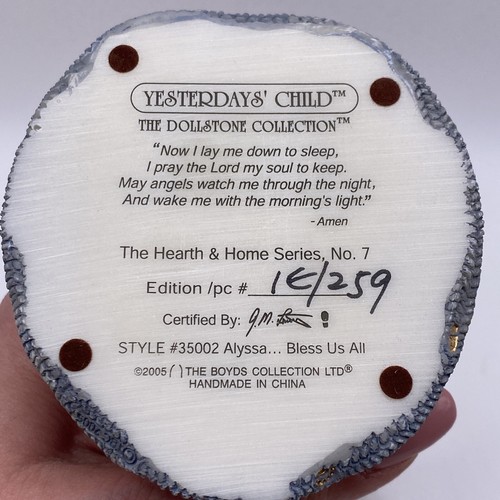 YESTERDAYS' CHILD™
THE DOLLSTONE COLLECTION™
"Now I lay me down to sleep,
I pray the Lord my soul to keep.
May angels watch me through the night,
And wake me with the morning's light."
- Amen
The Hearth & Home Series, No. 7
Edition /pc # 1E/259
Certified By:
STYLE #35002 Alyssa... Bless Us All
©2005 THE BOYDS COLLECTION LTD®
HANDMADE IN CHINA